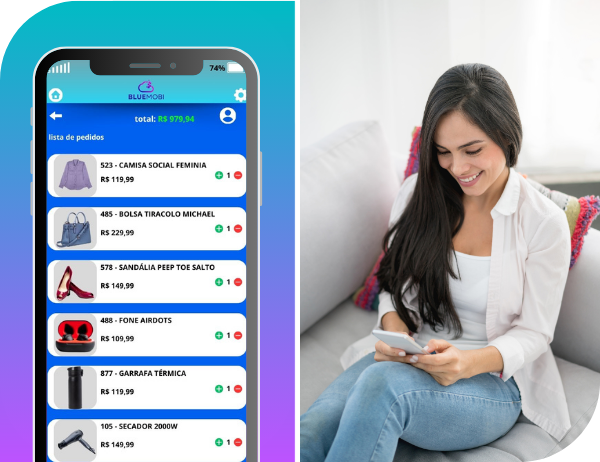 74%
BLUEMOBI
total: R$ 979,94
lista de pedidos
523 - CAMISA SOCIAL FEMINIA
R$ 119,99
1
485 - BOLSA TIRACOLO MICHAEL
R$ 229,99
1
578 - SANDÁLIA PEEP TOE SALTO
R$ 149,99
1
488 - FONE AIRDOTS
R$ 109,99
1
877 - GARRAFA TÉRMICA
R$ 119,99
1
105 - SECADOR 2000W
R$ 149,99
1